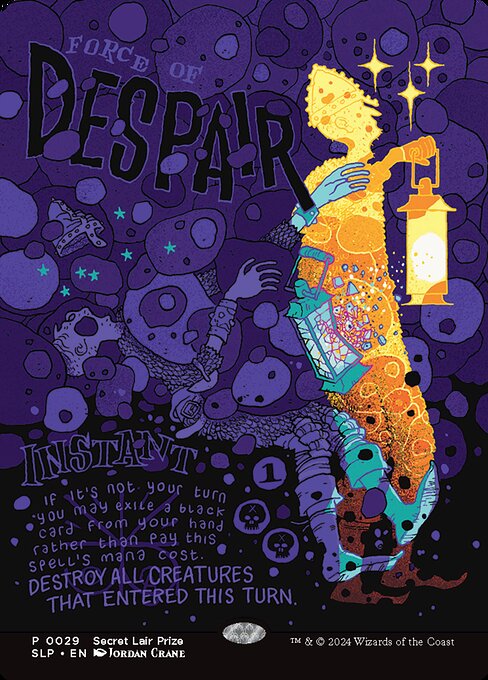 FORCE OF
DESPAIR
INSTANT
1
If it's not your turn
you may exile a black
card from your hand
rather than pay this
spell's mana cost.
DESTROY ALL CREATURES
THAT ENTERED THIS TURN.
P 0029 Secret Lair Prize
™ & © 2024 Wizards of the Coast
SLP • EN Jordan Crane